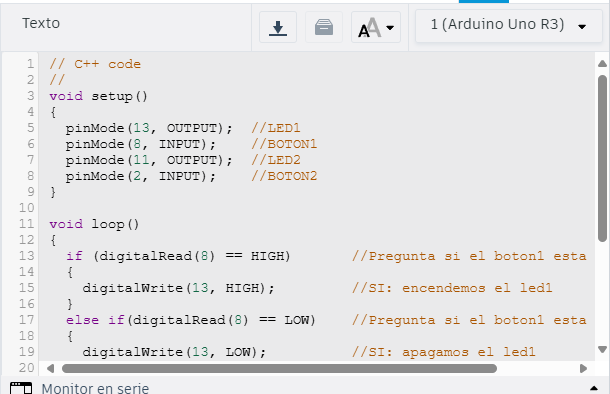 Texto
AA
1 (Arduino Uno R3)
1 // C++ code
2 //
3 void setup()
4 {
5 pinMode(13, OUTPUT); //LED1
6 pinMode(8, INPUT); //BOTON1
7 pinMode(11, OUTPUT); //LED2
8 pinMode(2, INPUT); //BOTON2
9 }
10
11 void loop()
12 {
13 if (digitalRead(8) == HIGH) //Pregunta si el boton1 esta
14 {
15 digitalWrite(13, HIGH); //SI: encendemos el led1
16 }
17 else if(digitalRead(8) == LOW) //Pregunta si el boton1 esta
18 {
19 digitalWrite(13, LOW); //SI: apagamos el led1
20
Monitor en serie